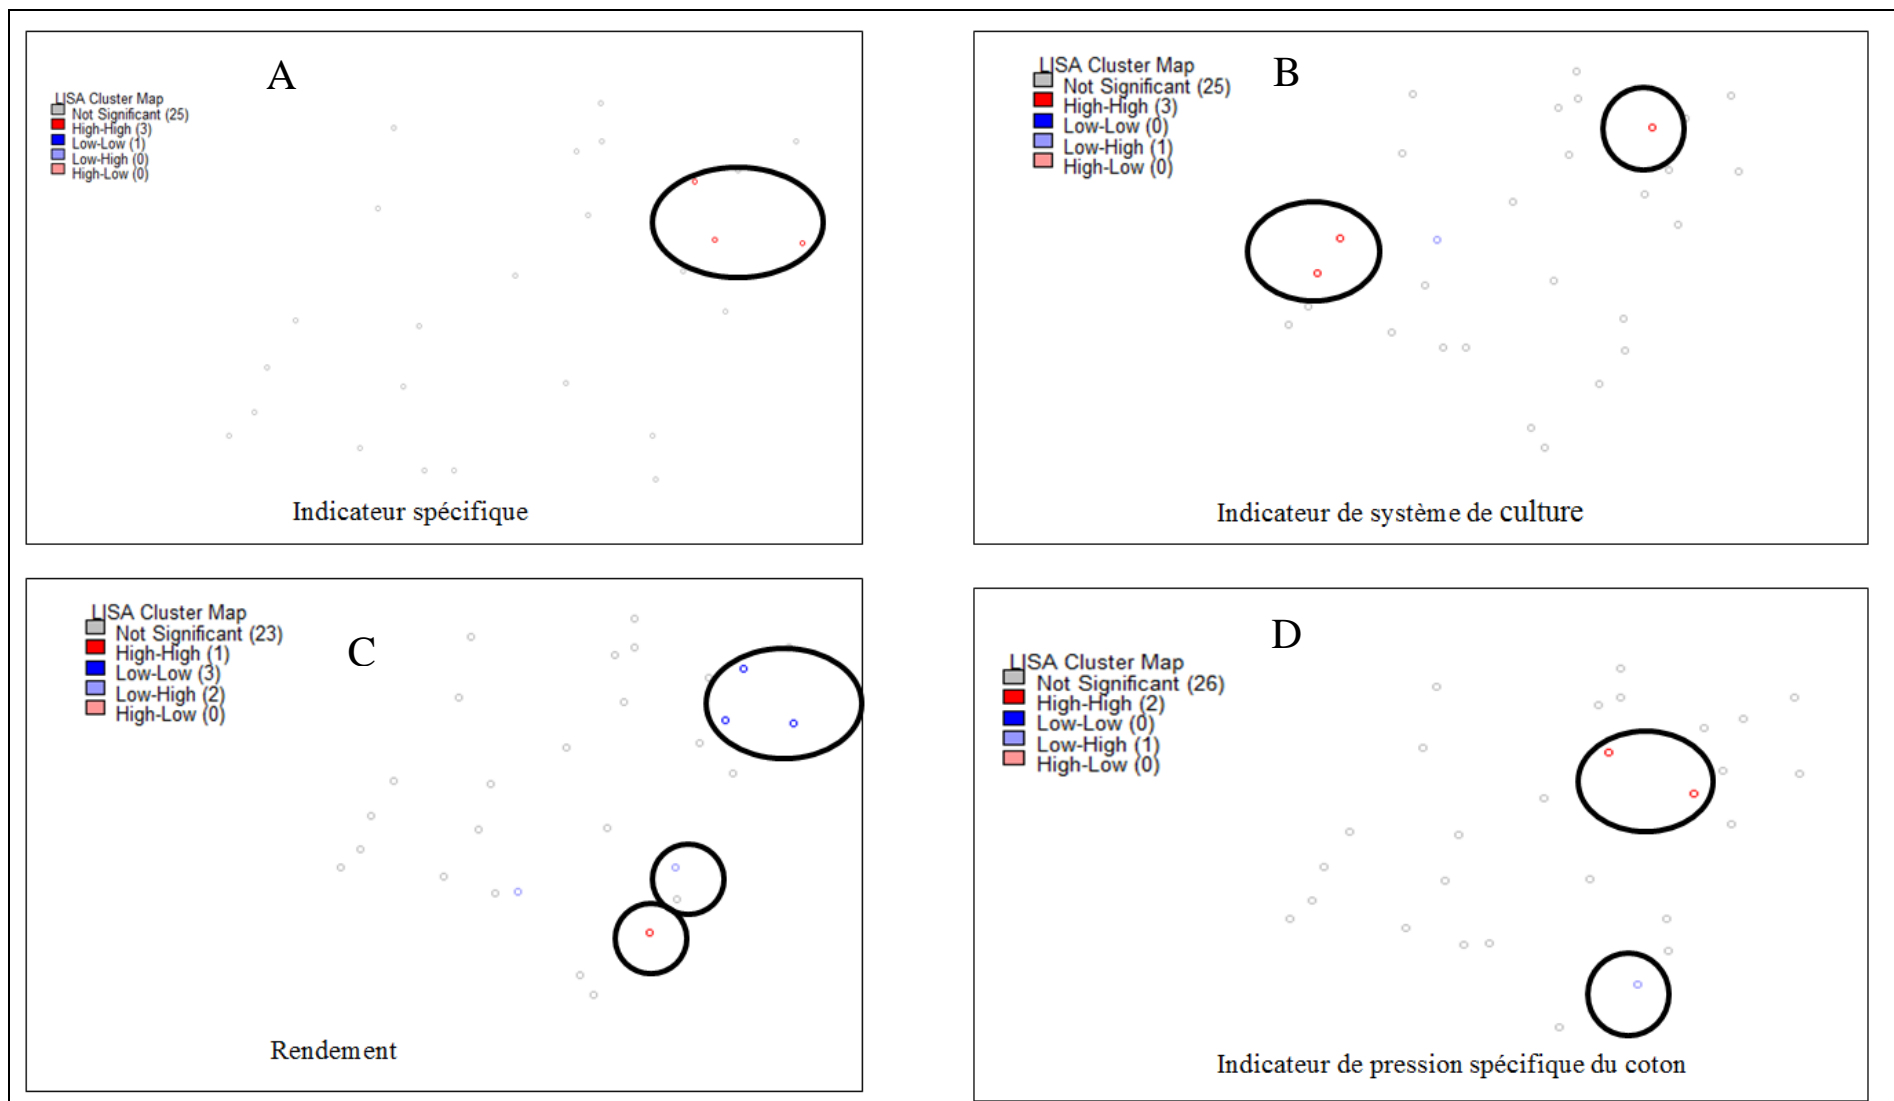 A
LISA Cluster Map
Not Significant (25)
High-High (3)
Low-Low (1)
Low-High (0)
High-Low (0)
Indicateur spécifique
B
LISA Cluster Map
Not Significant (25)
High-High (3)
Low-Low (0)
Low-High (1)
High-Low (0)
Indicateur de système de culture
C
LISA Cluster Map
Not Significant (23)
High-High (1)
Low-Low (3)
Low-High (2)
High-Low (0)
Rendement
D
LISA Cluster Map
Not Significant (26)
High-High (2)
Low-Low (0)
Low-High (1)
High-Low (0)
Indicateur de pression spécifique du coton